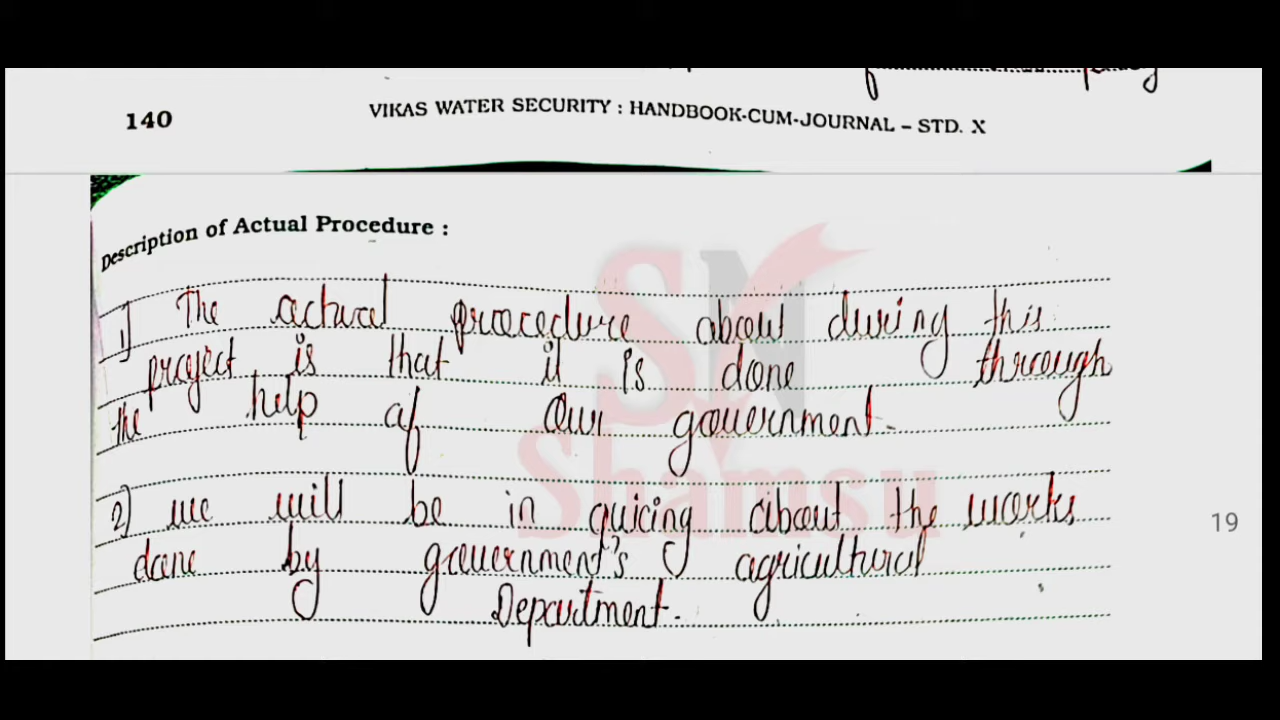 140 VIKAS WATER SECURITY : HANDBOOK-CUM-JOURNAL – STD. X
Description of Actual Procedure :
1) The actual procedure about during this
project is that it is done through
the help of our government.
2) we will be in quicing about the works
done by government's agricultural
Department.
19
SN
Shamsu